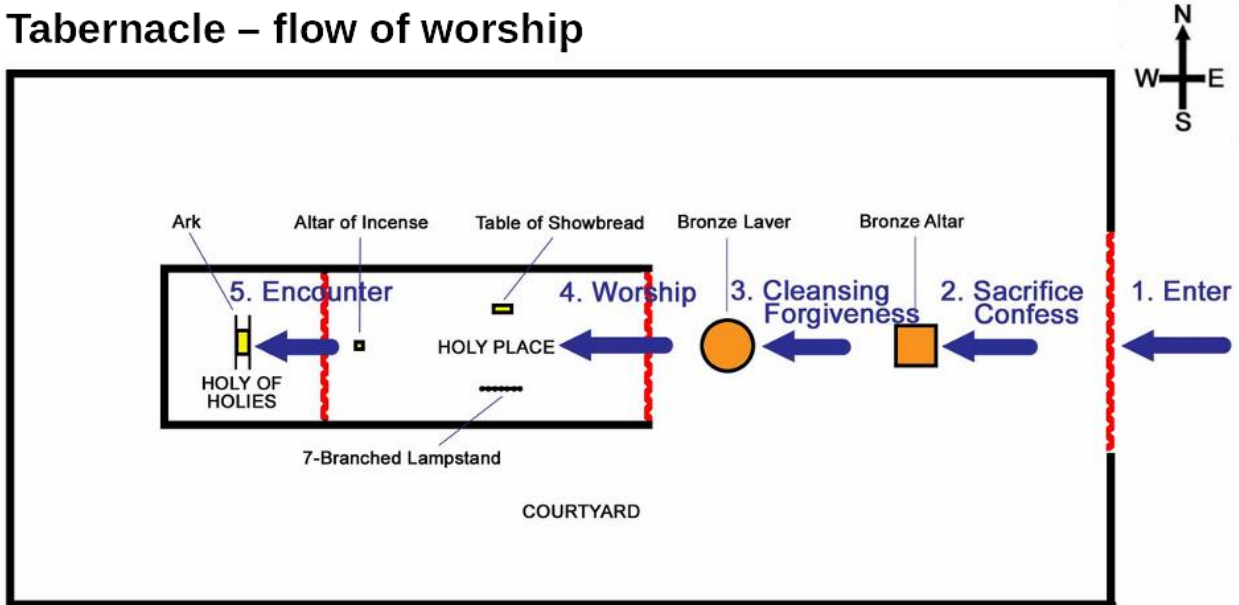 Tabernacle – flow of worship
N
W E
S
Ark
Altar of Incense
Table of Showbread
Bronze Laver
Bronze Altar
5. Encounter
4. Worship
3. Cleansing
Forgiveness
2. Sacrifice
Confess
1. Enter
HOLY PLACE
HOLY OF
HOLIES
7-Branched Lampstand
COURTYARD